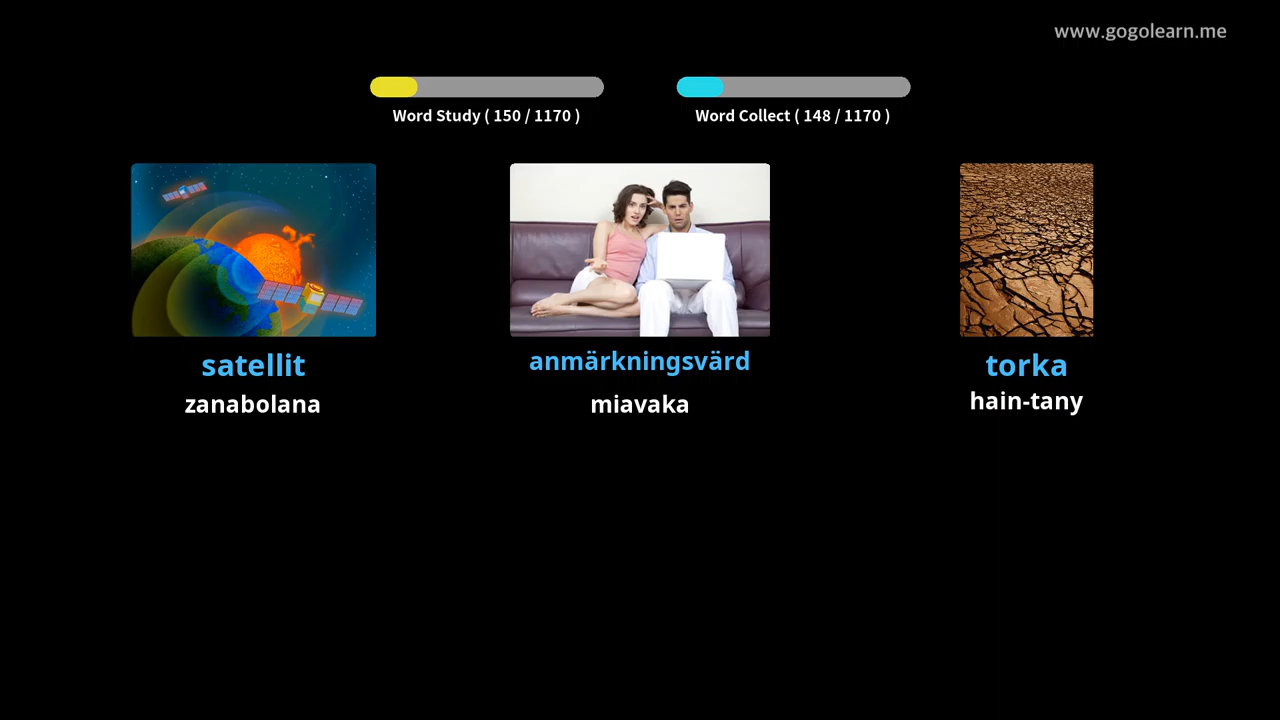 www.gogolearn.me
Word Study ( 150 / 1170 )
Word Collect ( 148 / 1170 )
satellit
zanabolana
anmärkningsvärd
miavaka
torka
hain-tany